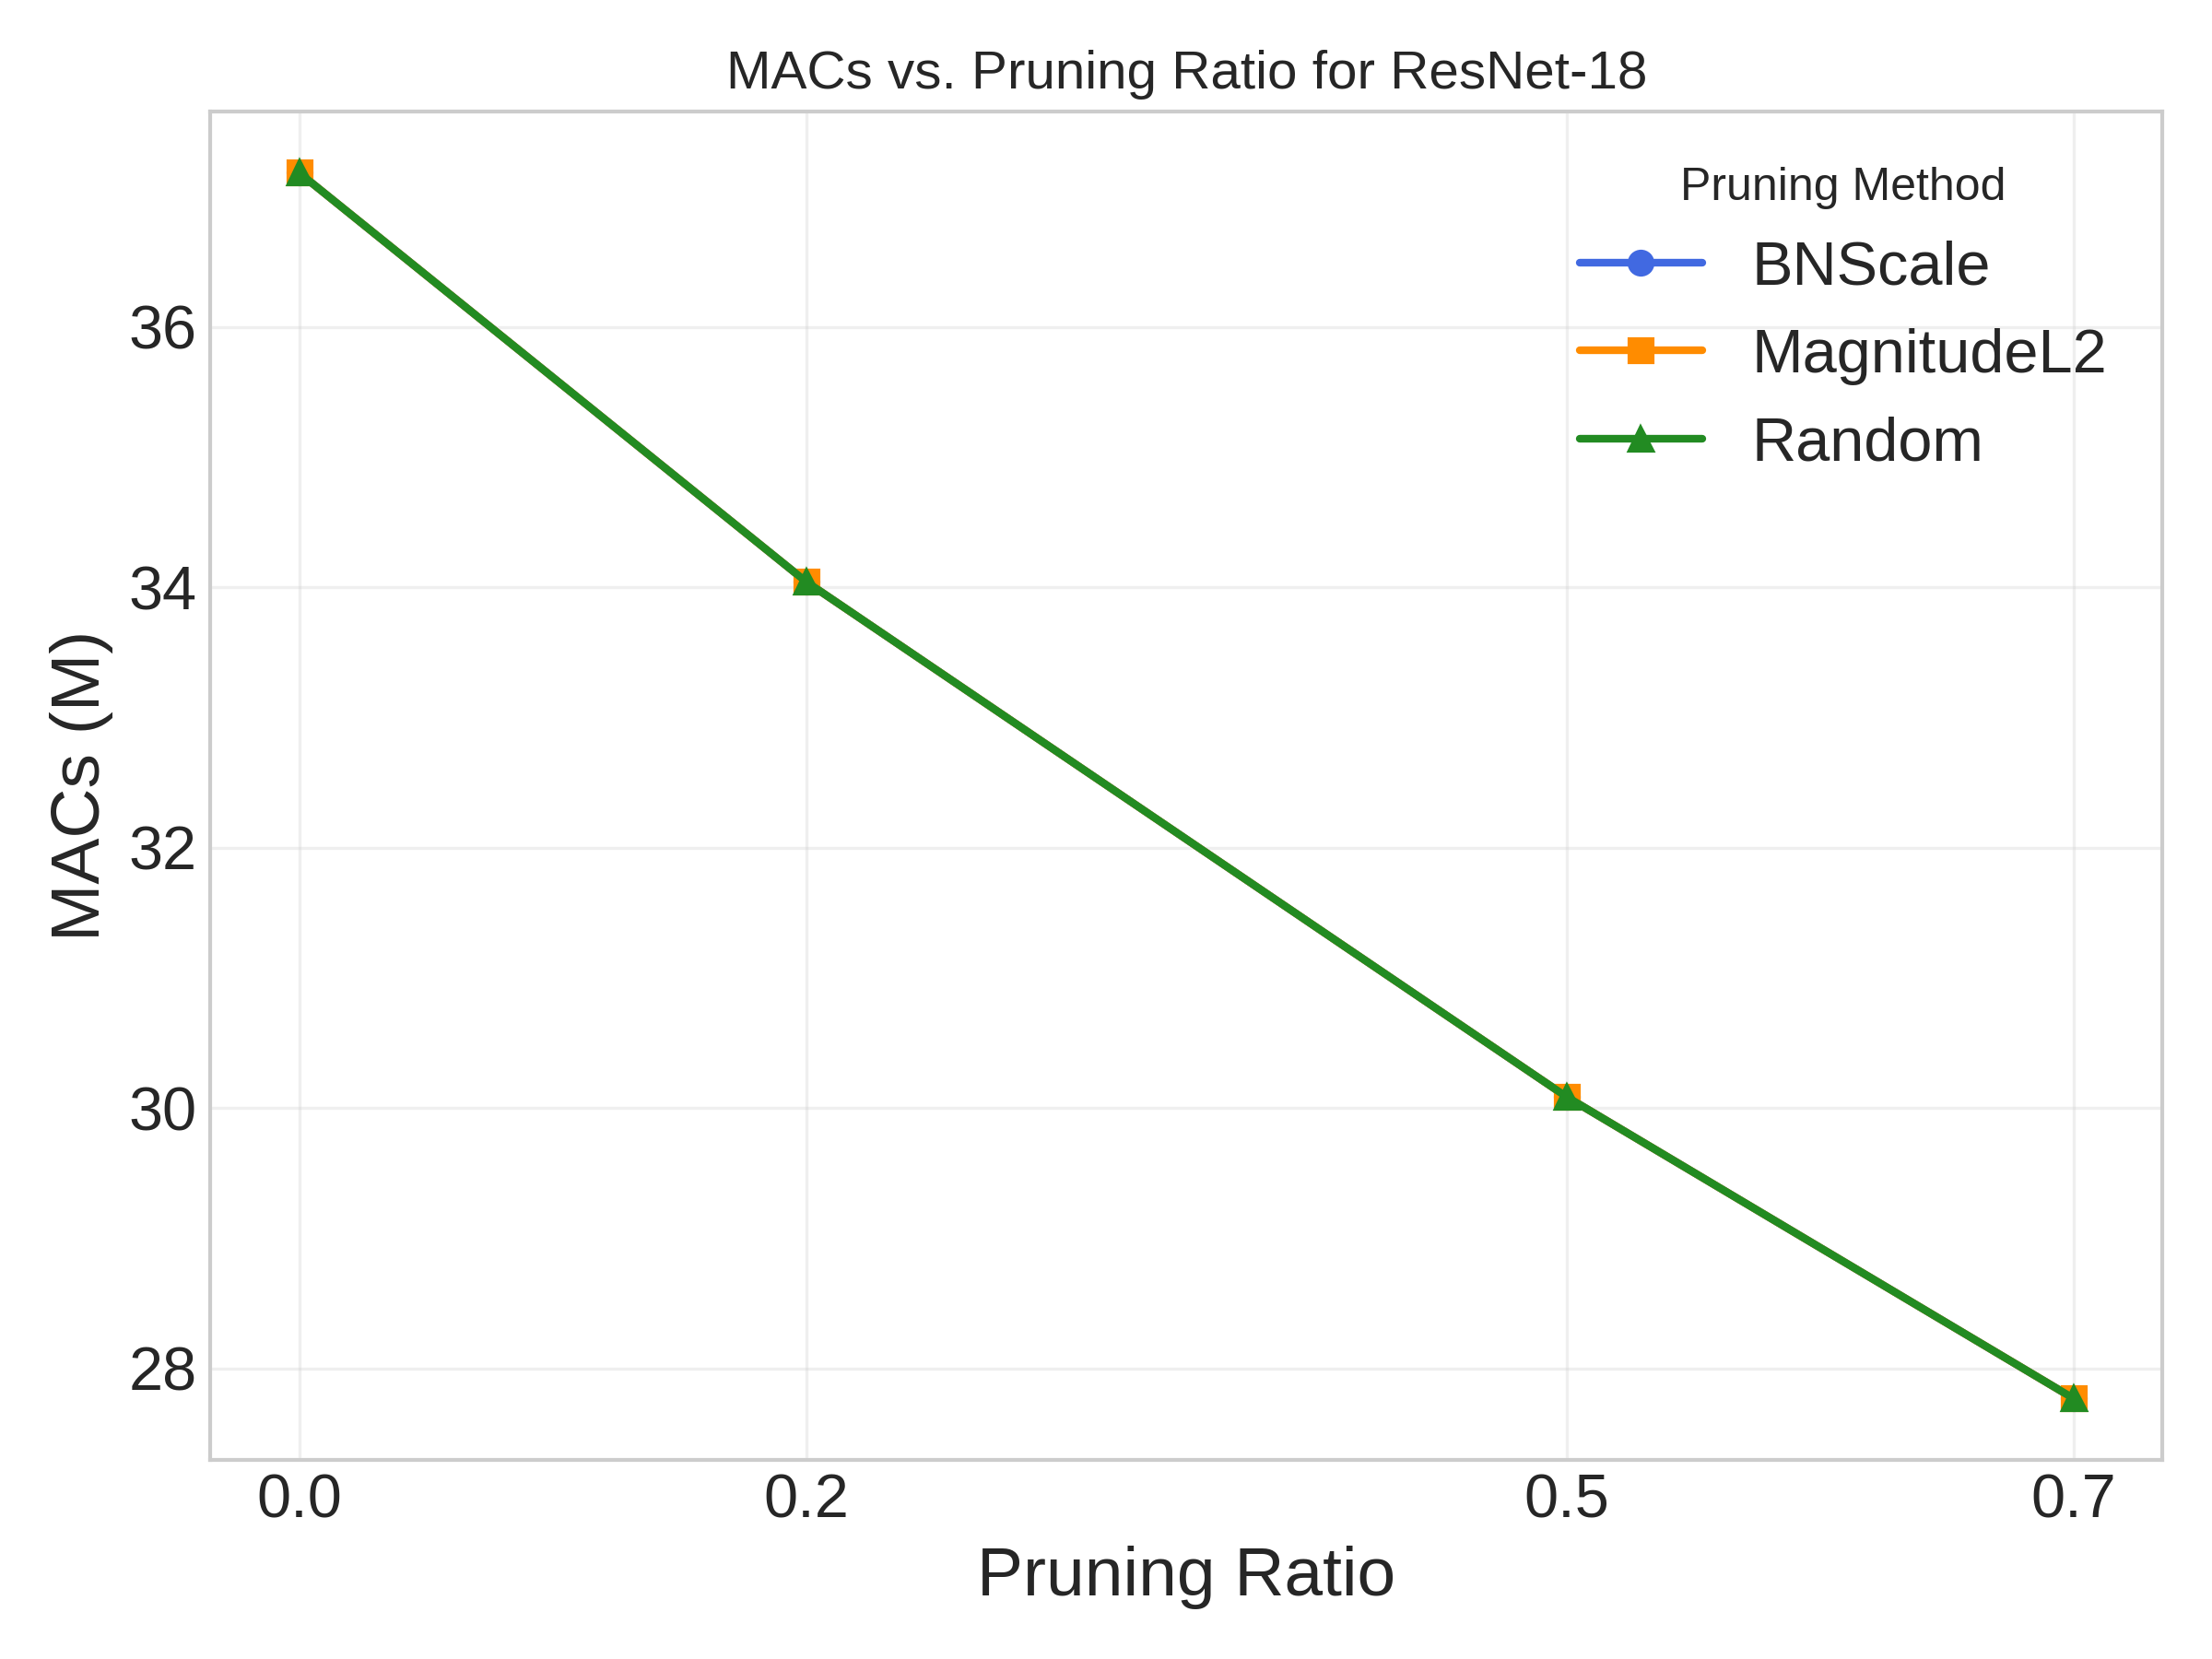 MACs vs. Pruning Ratio for ResNet-18
Pruning Method
BNScale
MagnitudeL2
Random
MACs (M)
36
34
32
30
28
0.0 0.2 0.5 0.7
Pruning Ratio